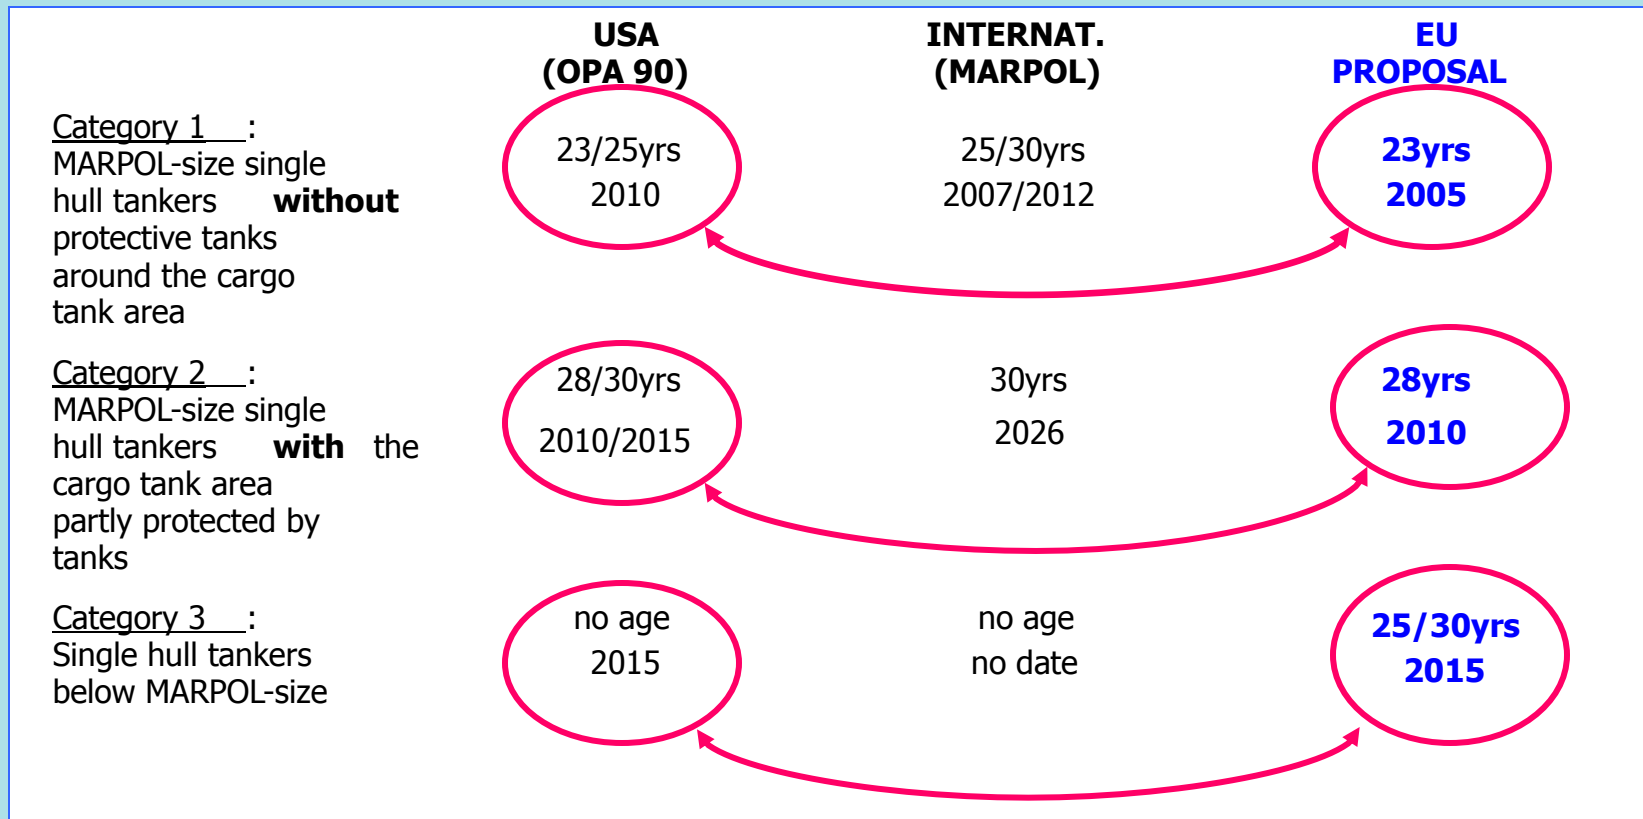 USA
(OPA 90)
INTERNAT.
(MARPOL)
EU
PROPOSAL
Category 1 :
MARPOL-size single
hull tankers without
protective tanks
around the cargo
tank area
23/25yrs
2010
25/30yrs
2007/2012
23yrs
2005
Category 2 :
MARPOL-size single
hull tankers with the
cargo tank area
partly protected by
tanks
28/30yrs
2010/2015
30yrs
2026
28yrs
2010
Category 3 :
Single hull tankers
below MARPOL-size
no age
2015
no age
no date
25/30yrs
2015